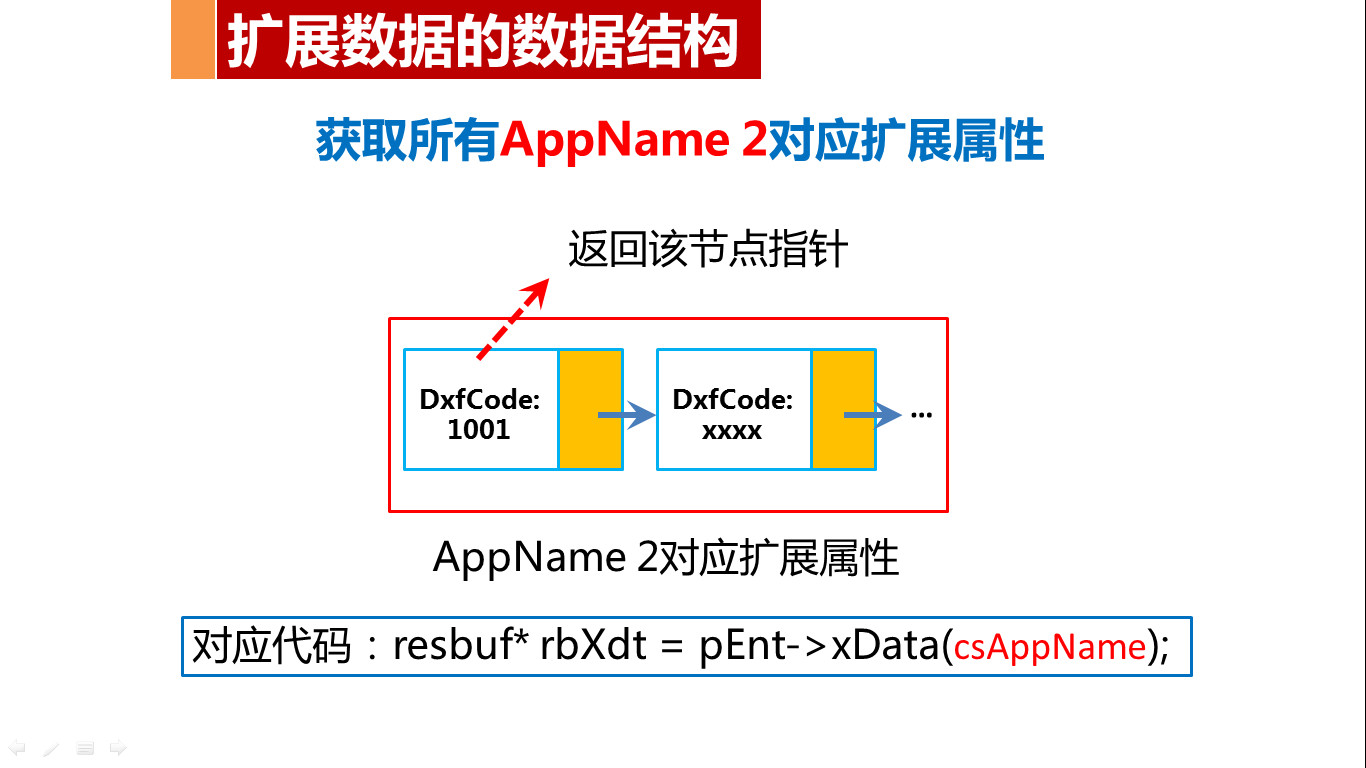 扩展数据的数据结构
获取所有AppName 2对应扩展属性
返回该节点指针
DxfCode:
1001
DxfCode:
xxxx
...
AppName 2对应扩展属性
对应代码：resbuf* rbXdt = pEnt->xData(csAppName);